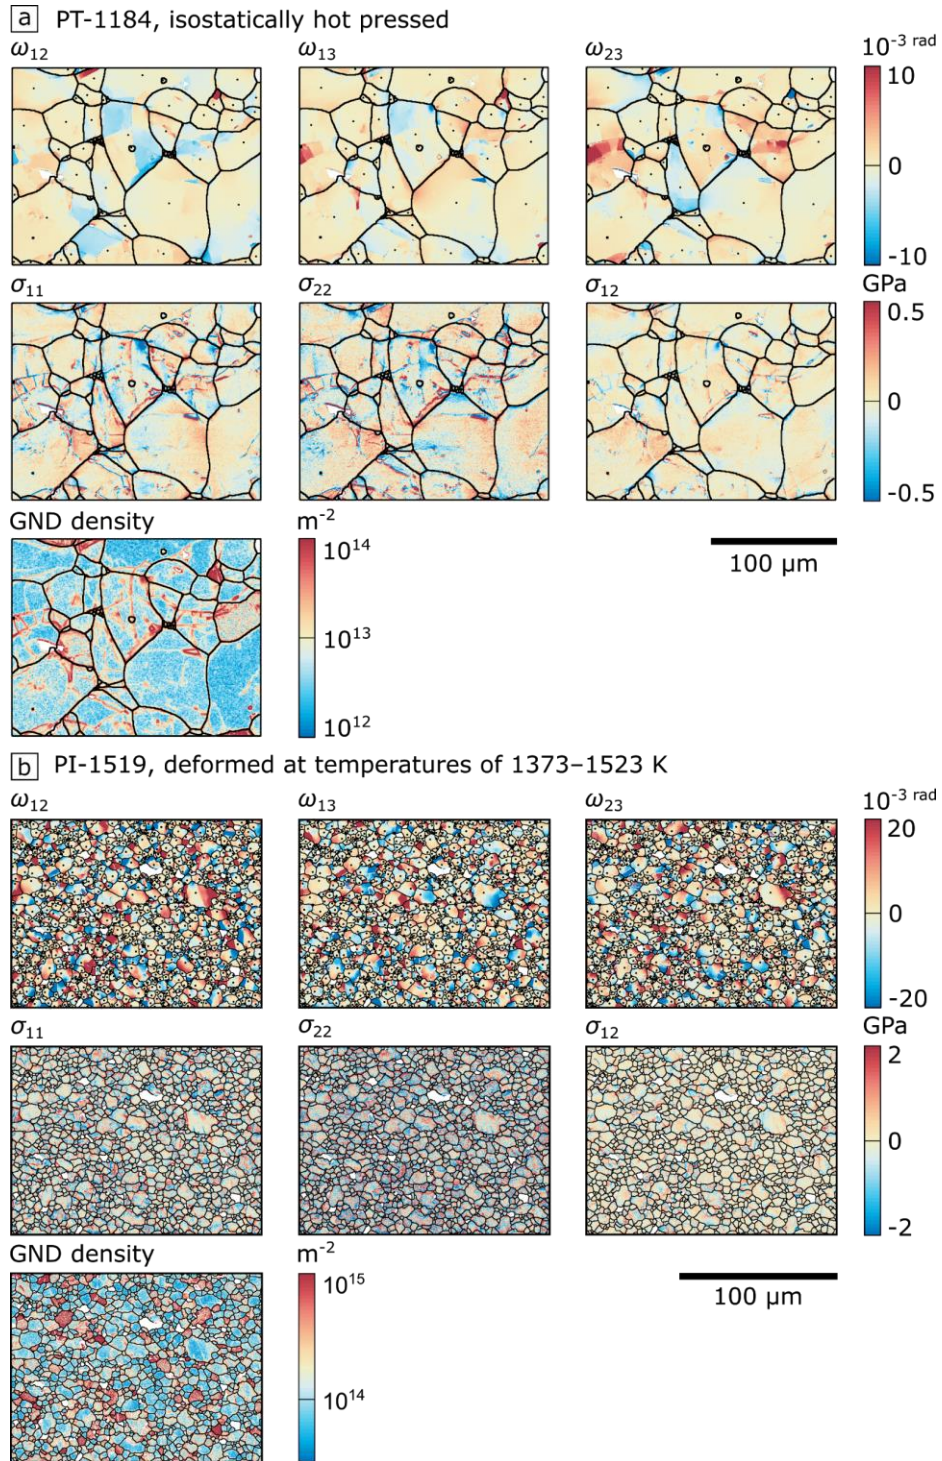 a PT-1184, isostatically hot pressed
ω12 ω13 ω23 10-3 rad
10
0
-10
σ11 σ22 σ12 GPa
0.5
0
-0.5
GND density m-2
1014
1013
1012
100 μm
b PI-1519, deformed at temperatures of 1373–1523 K
ω12 ω13 ω23 10-3 rad
20
0
-20
σ11 σ22 σ12 GPa
2
0
-2
GND density m-2
1015
1014
100 μm